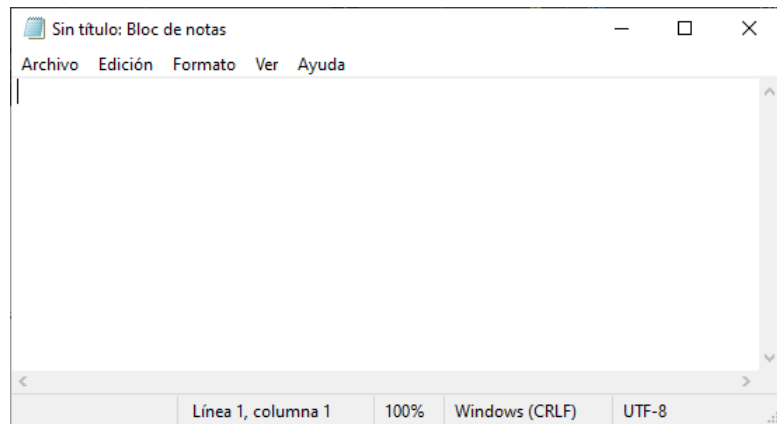 Sin título: Bloc de notas
Archivo Edición Formato Ver Ayuda
Línea 1, columna 1 100% Windows (CRLF) UTF-8